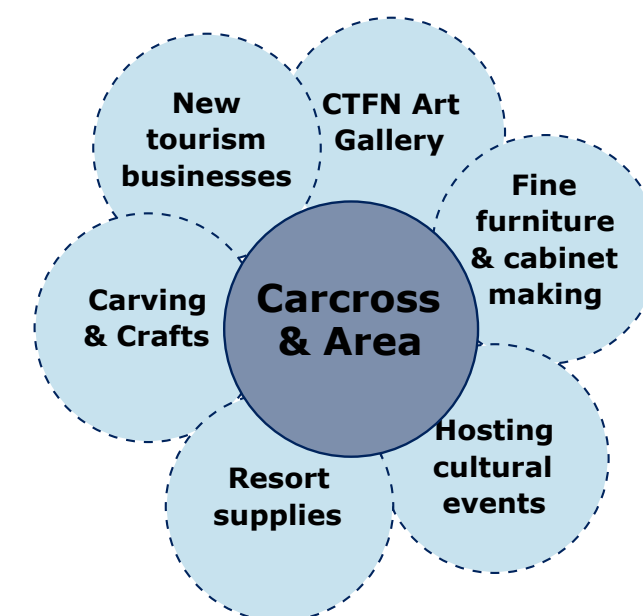 New
tourism
businesses
CTFN Art
Gallery
Fine
furniture
& cabinet
making
Carcross
& Area
Carving
& Crafts
Hosting
cultural
events
Resort
supplies